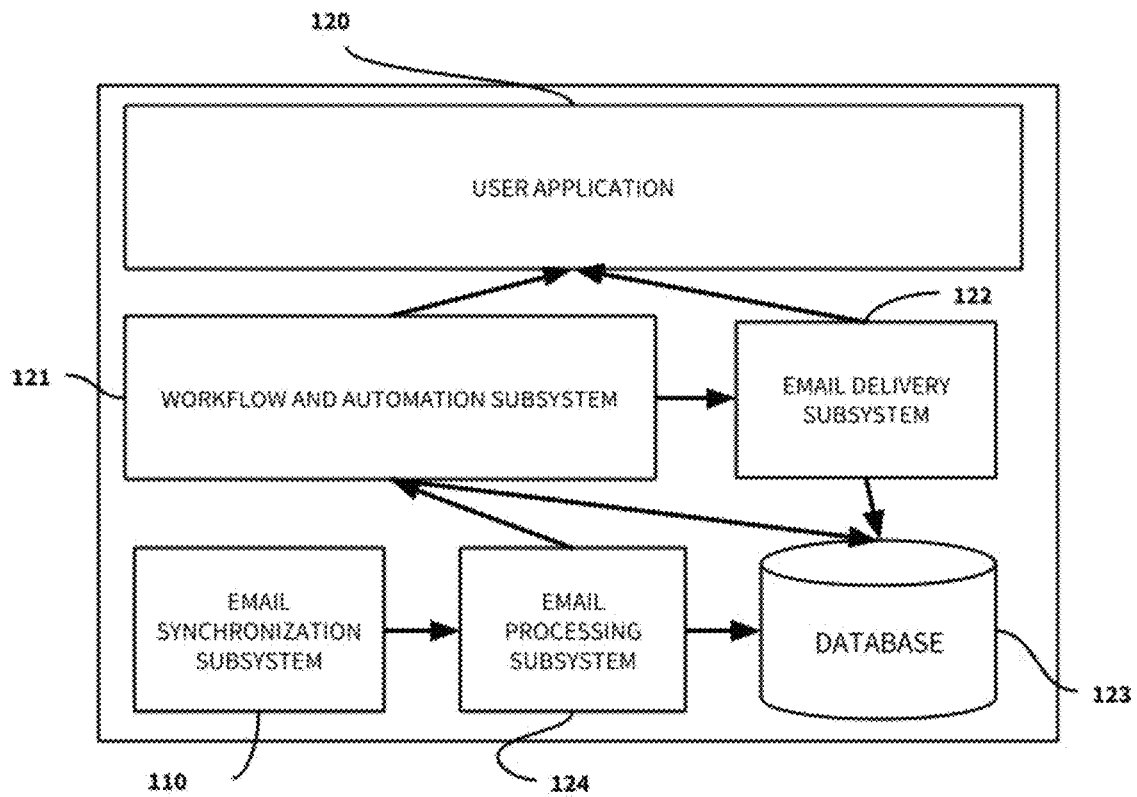 120
USER APPLICATION
122
121
WORKFLOW AND AUTOMATION SUBSYSTEM
EMAIL DELIVERY
SUBSYSTEM
EMAIL
SYNCHRONIZATION
SUBSYSTEM
EMAIL
PROCESSING
SUBSYSTEM
DATABASE
123
110
124